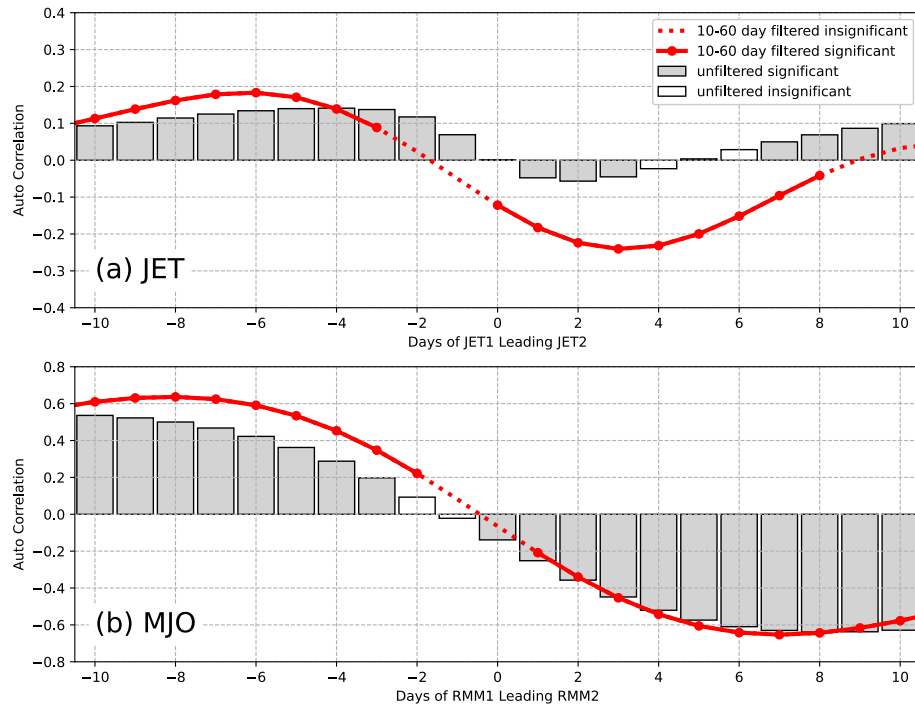 0.4
0.3
0.2
0.1
0.0
−0.1
−0.2
−0.3
−0.4
Auto Correlation
10-60 day filtered insignificant
10-60 day filtered significant
unfiltered significant
unfiltered insignificant
(a) JET
−10 −8 −6 −4 −2 0 2 4 6 8 10
Days of JET1 Leading JET2
0.8
0.6
0.4
0.2
0.0
−0.2
−0.4
−0.6
−0.8
Auto Correlation
(b) MJO
−10 −8 −6 −4 −2 0 2 4 6 8 10
Days of RMM1 Leading RMM2